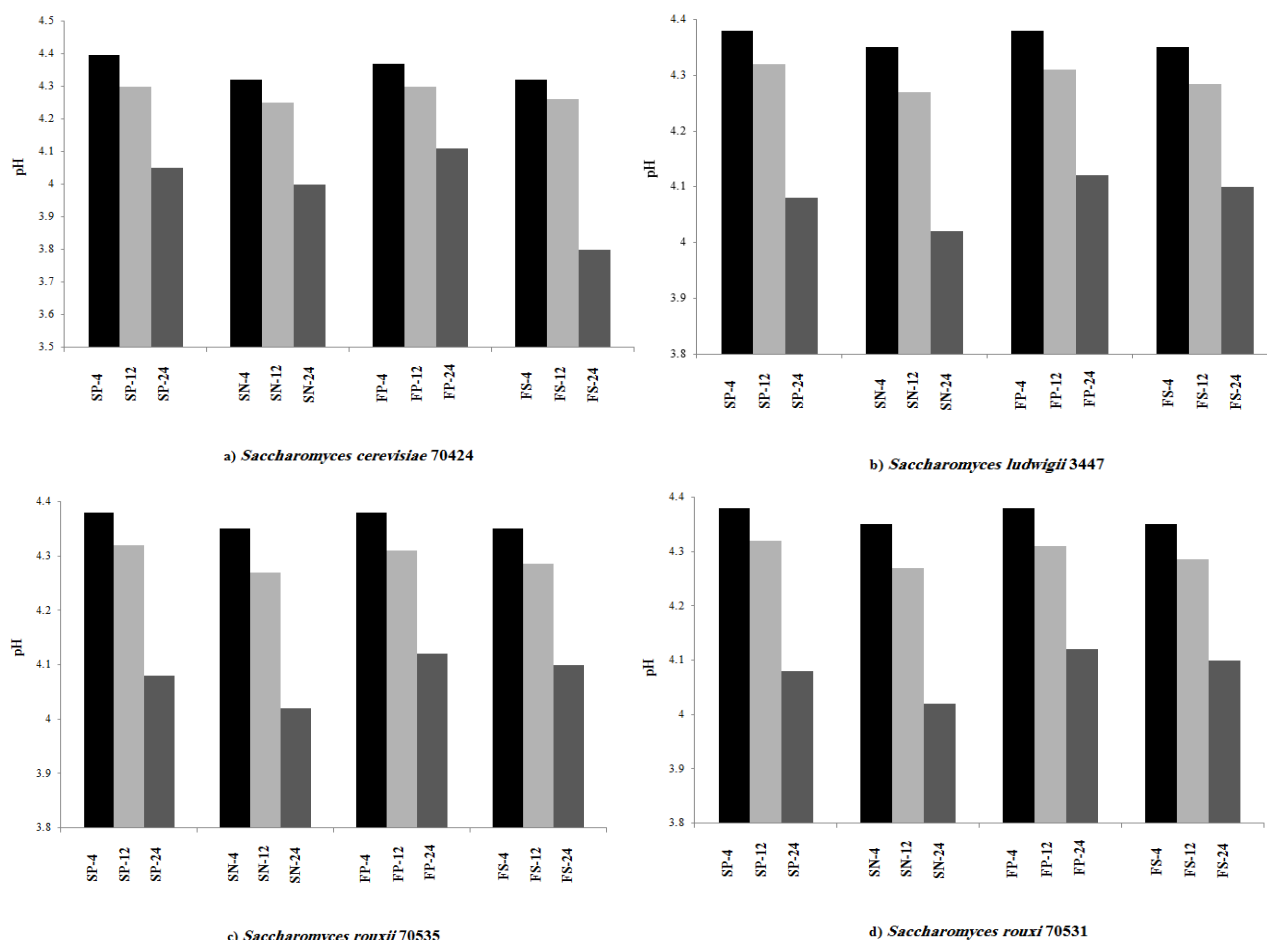 4.5
4.4
4.3
4.2
4.1
4
3.9
3.8
3.7
3.6
3.5
pH
SP-4
SP-12
SP-24
SN-4
SN-12
SN-24
FP-4
FP-12
FP-24
FS-4
FS-12
FS-24
a) Saccharomyces cerevisiae 70424
4.4
4.3
4.2
4.1
4
3.9
3.8
pH
SP-4
SP-12
SP-24
SN-4
SN-12
SN-24
FP-4
FP-12
FP-24
FS-4
FS-12
FS-24
b) Saccharomyces ludwigii 3447
4.4
4.3
4.2
4.1
4
3.9
3.8
pH
SP-4
SP-12
SP-24
SN-4
SN-12
SN-24
FP-4
FP-12
FP-24
FS-4
FS-12
FS-24
c) Saccharomyces rouxii 70535
4.4
4.3
4.2
4.1
4
3.9
3.8
pH
SP-4
SP-12
SP-24
SN-4
SN-12
SN-24
FP-4
FP-12
FP-24
FS-4
FS-12
FS-24
d) Saccharomyces rouxi 70531